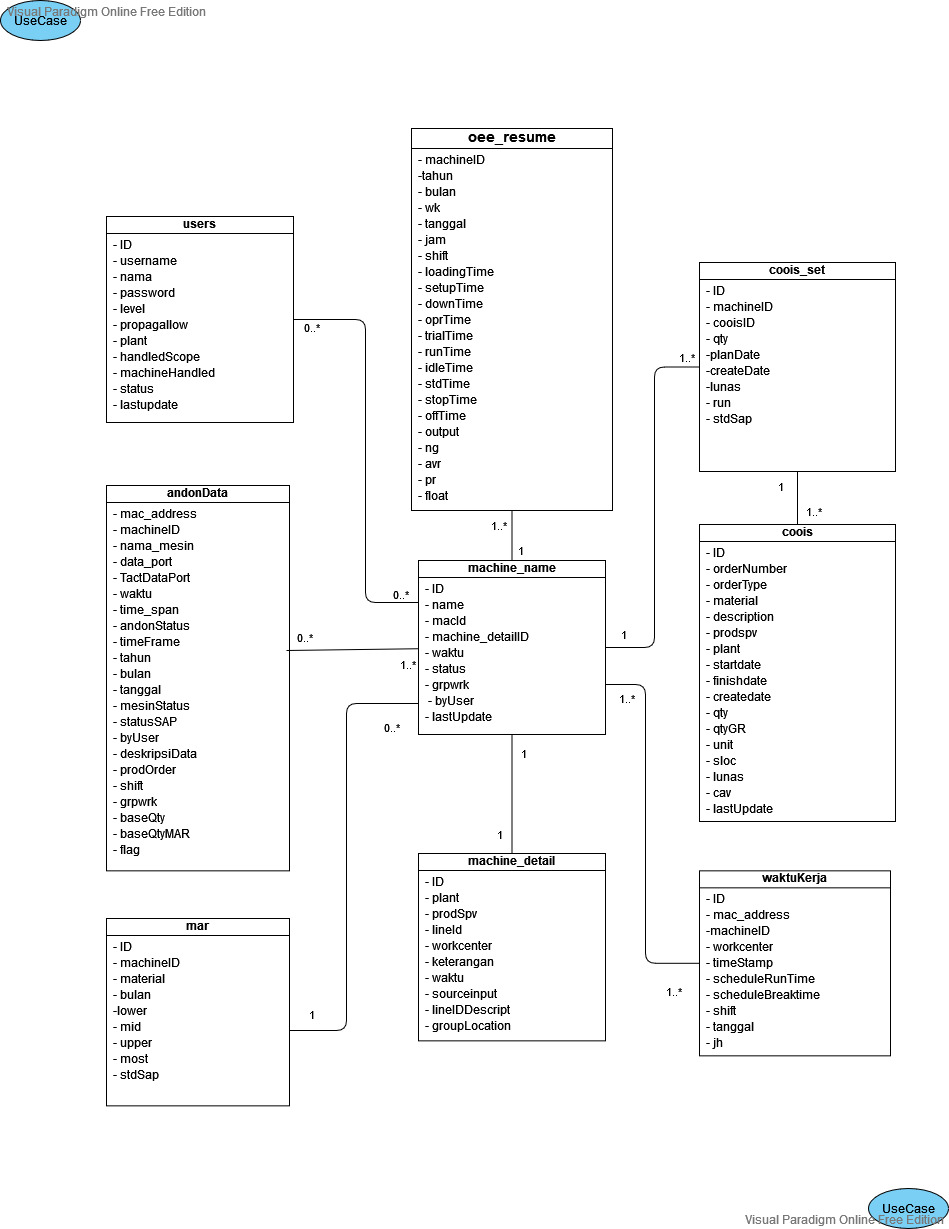 Visual Paradigm Online Free Edition
UseCase
oee_resume
- machineID
-tahun
- bulan
- wk
- tanggal
- jam
- shift
- loadingTime
- setupTime
- downTime
- oprTime
- trialTime
- runTime
- idleTime
- stdTime
- stopTime
- offTime
- output
- ng
- avr
- pr
- float
1..*
1
users
- ID
- username
- nama
- password
- level
- propagallow
- plant
- handledScope
- machineHandled
- status
- lastupdate
0..*
0..*
coois_set
- ID
- machineID
- cooisID
- qty
-planDate
-createDate
-lunas
- run
- stdSap
1..*
1
1
1..*
andonData
- mac_address
- machineID
- nama_mesin
- data_port
- TactDataPort
- waktu
- time_span
- andonStatus
- timeFrame
- tahun
- bulan
- tanggal
- mesinStatus
- statusSAP
- byUser
- deskripsiData
- prodOrder
- shift
- grpwrk
- baseQty
- baseQtyMAR
- flag
0..*
1..*
machine_name
- ID
- name
- macId
- machine_detailID
- waktu
- status
- grpwrk
- byUser
- lastUpdate
coois
- ID
- orderNumber
- orderType
- material
- description
- prodspv
- plant
- startdate
- finishdate
- createdate
- qty
- qtyGR
- unit
- sloc
- lunas
- cav
- lastUpdate
1..*
0..*
1
1
machine_detail
- ID
- plant
- prodSpv
- lineId
- workcenter
- keterangan
- waktu
- sourceinput
- lineIDDescript
- groupLocation
waktuKerja
- ID
- mac_address
-machineID
- workcenter
- timeStamp
- scheduleRunTime
- scheduleBreaktime
- shift
- tanggal
- jh
1..*
mar
- ID
- machineID
- material
- bulan
-lower
- mid
- upper
- most
- stdSap
1
UseCase
Visual Paradigm Online Free Edition